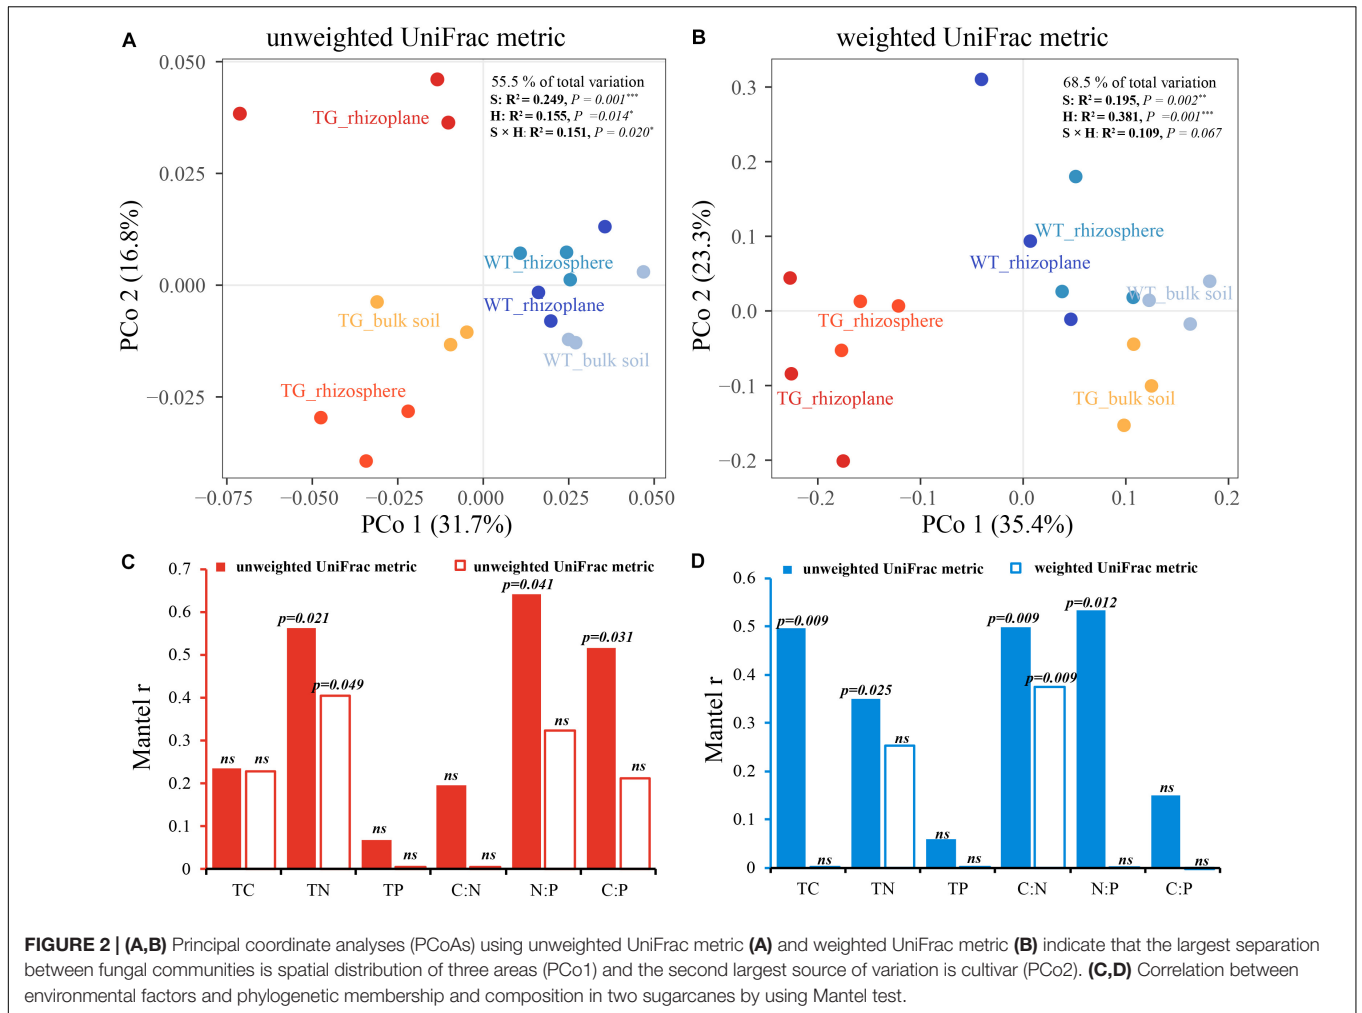 A
unweighted UniFrac metric
55.5 % of total variation
S: R² = 0.249, P = 0.001***
H: R² = 0.155, P =0.014*
S × H: R² = 0.151, P = 0.020*
TG_rhizoplane
WT_rhizosphere
WT_rhizoplane
TG_bulk soil
WT_bulk soil
TG_rhizosphere
PCo 2 (16.8%)
0.050
0.025
0.000
−0.025
−0.075 −0.050 −0.025 0.000 0.025 0.050
PCo 1 (31.7%)
B
weighted UniFrac metric
68.5 % of total variation
S: R² = 0.195, P = 0.002**
H: R² = 0.381, P =0.001***
S × H: R² = 0.109, P = 0.067
WT_rhizosphere
WT_rhizoplane
WT_bulk soil
TG_rhizosphere
TG_rhizoplane
TG_bulk soil
PCo 2 (23.3%)
0.3
0.2
0.1
0.0
−0.1
−0.2
−0.2 −0.1 0.0 0.1 0.2
PCo 1 (35.4%)
C
unweighted UniFrac metric unweighted UniFrac metric
Mantel r
0.7
0.6
0.5
0.4
0.3
0.2
0.1
0
ns ns p=0.021 p=0.049 ns ns ns ns p=0.041 ns p=0.031 ns
TC TN TP C:N N:P C:P
D
unweighted UniFrac metric weighted UniFrac metric
Mantel r
0.6
0.5
0.4
0.3
0.2
0.1
0
p=0.009 ns p=0.025 ns ns ns p=0.009 p=0.009 p=0.012 ns ns ns
TC TN TP C:N N:P C:P
FIGURE 2 | (A,B) Principal coordinate analyses (PCoAs) using unweighted UniFrac metric (A) and weighted UniFrac metric (B) indicate that the largest separation
between fungal communities is spatial distribution of three areas (PCo1) and the second largest source of variation is cultivar (PCo2). (C,D) Correlation between
environmental factors and phylogenetic membership and composition in two sugarcanes by using Mantel test.